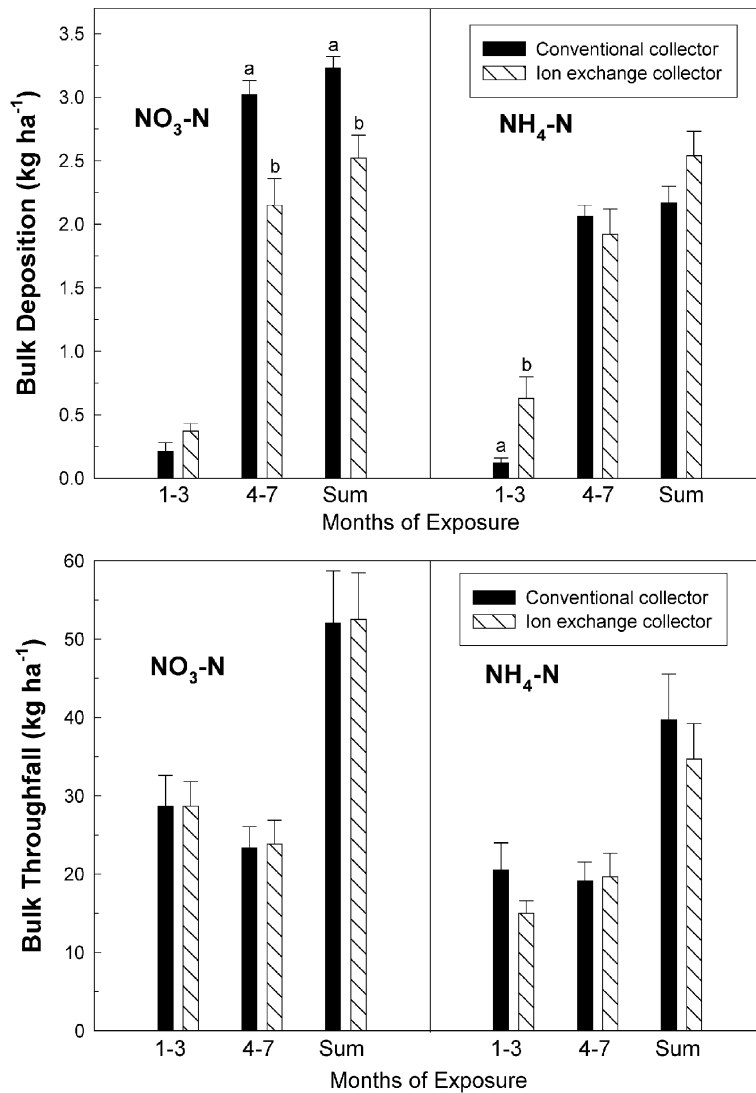 Bulk Deposition (kg ha⁻¹)
3.5
3.0
2.5
2.0
1.5
1.0
0.5
0.0
NO₃-N
a
b
a
b
1-3
4-7
Sum
Conventional collector
Ion exchange collector
NH₄-N
a
b
1-3
4-7
Sum
Months of Exposure
Bulk Throughfall (kg ha⁻¹)
60
50
40
30
20
10
0
NO₃-N
1-3
4-7
Sum
Conventional collector
Ion exchange collector
NH₄-N
1-3
4-7
Sum
Months of Exposure